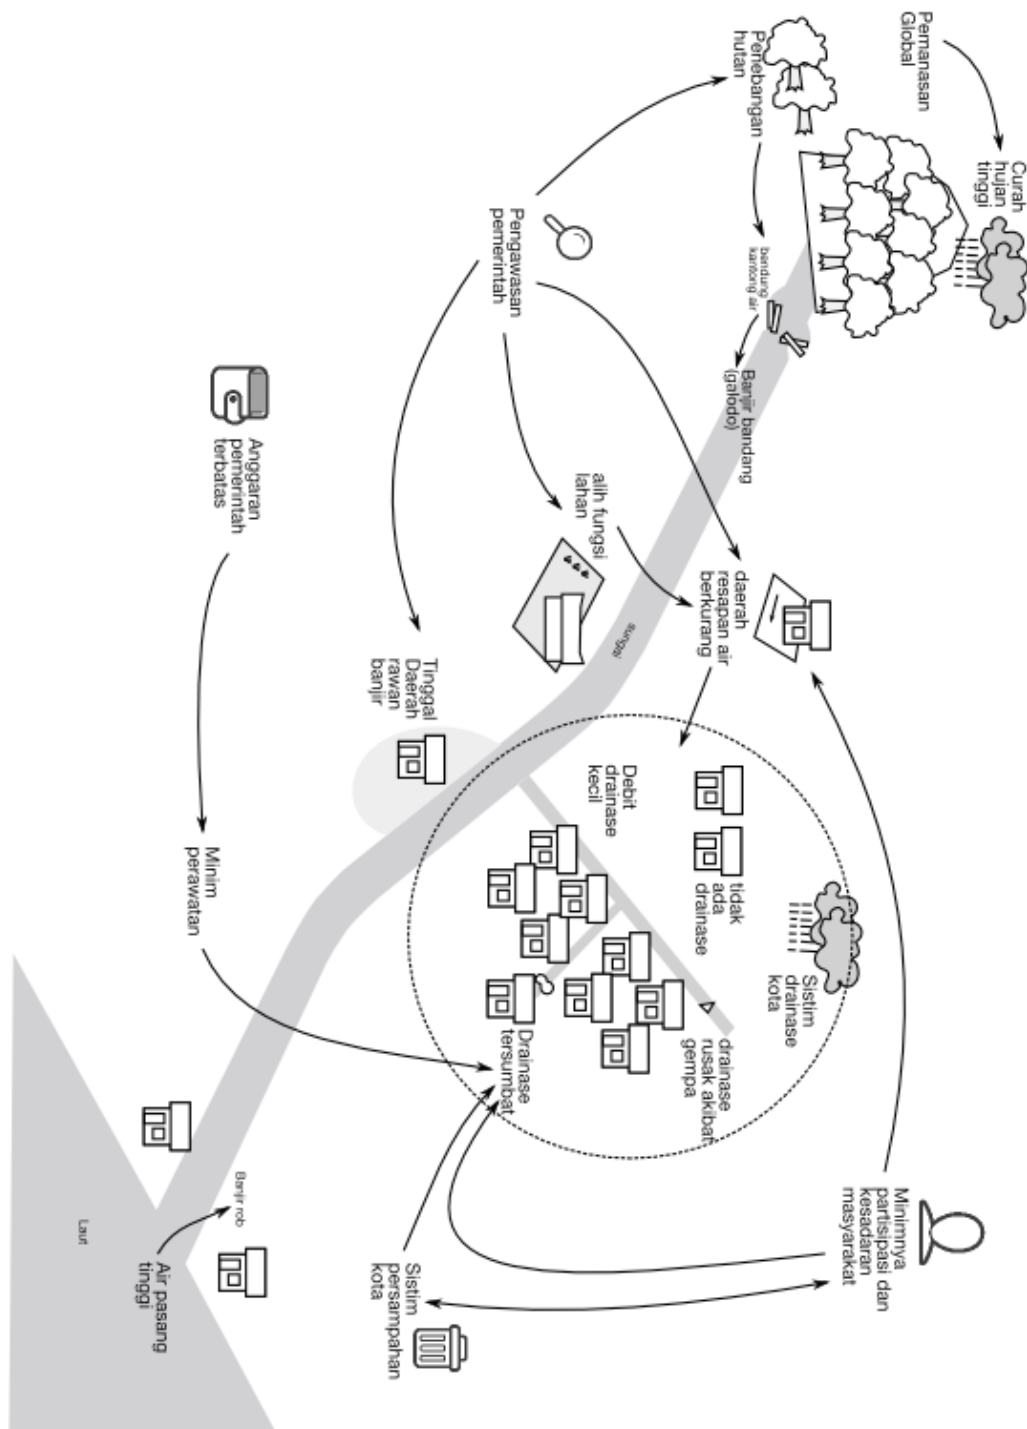 Pemanasan
Global
Curah
hujan
tinggi
Penebangan
hutan
bendung
kantong air
Banjir bandang
(galodo)
Pengawasan
pemerintah
Anggaran
pemerintah
terbatas
alih fungsi
lahan
daerah
resapan air
berkurang
sungai
Tinggal
Daerah
rawan
banjir
Debit
drainase
kecil
tidak
ada
drainase
Sistim
drainase
kota
drainase
rusak akibat
gempa
Drainase
tersumbat
Minim
perawatan
Minimnya
partisipasi dan
kesadaran
masyarakat
Sistim
persampahan
kota
Banjir rob
Air pasang
tinggi
Laut